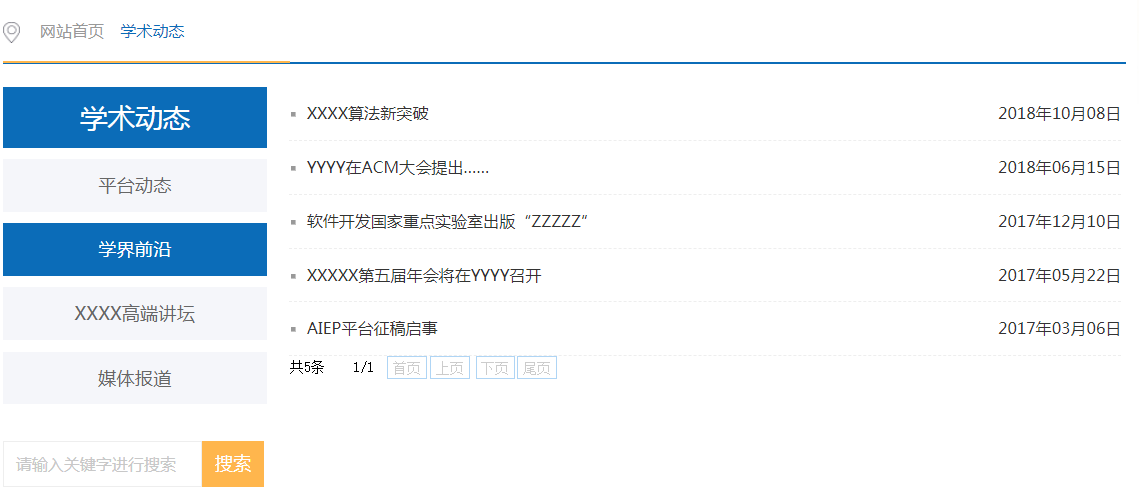 网站首页 学术动态
学术动态
平台动态
学界前沿
XXXX高端讲坛
媒体报道
请输入关键字进行搜索 搜索
XXXX算法新突破 2018年10月08日
YYYY在ACM大会提出...... 2018年06月15日
软件开发国家重点实验室出版“ZZZZZ“ 2017年12月10日
XXXXX第五届年会将在YYYY召开 2017年05月22日
AIEP平台征稿启事 2017年03月06日
共5条 1/1 首页 上页 下页 尾页